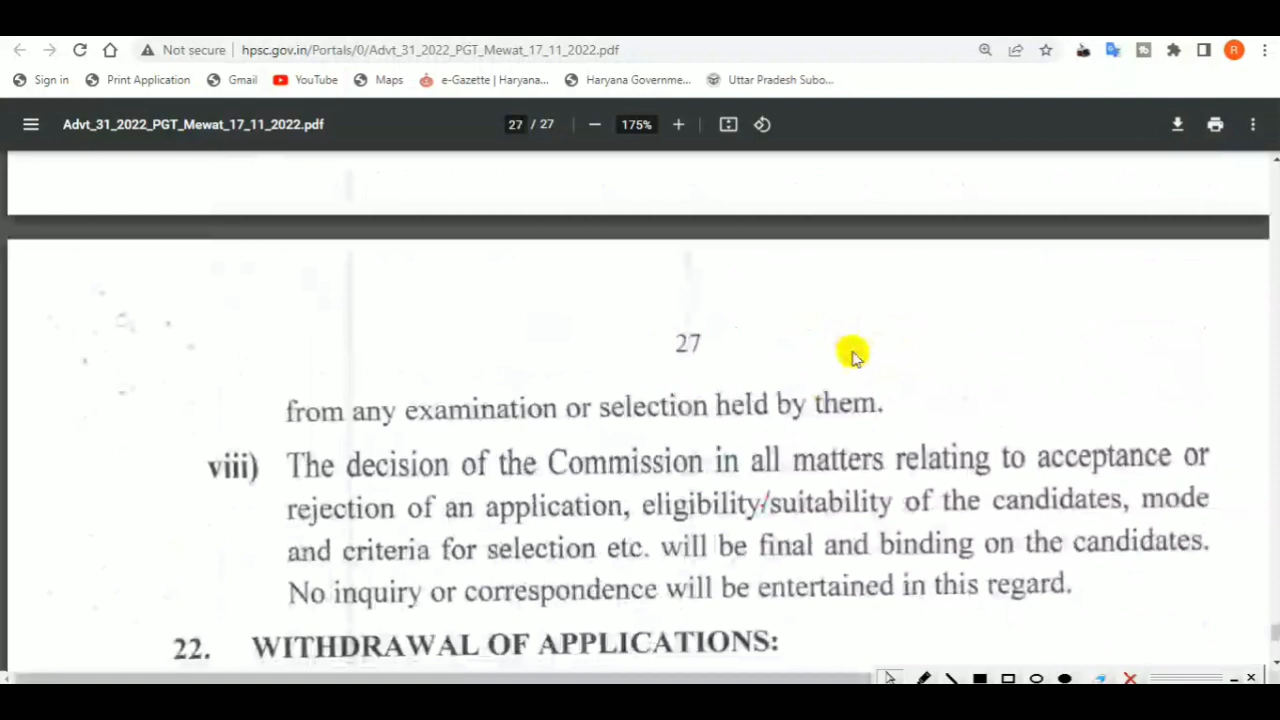 Not secure | hpsc.gov.in/Portals/0/Advt_31_2022_PGT_Mewat_17_11_2022.pdf
R
Sign in Print Application Gmail YouTube Maps e-Gazette | Haryana... Haryana Governme... Uttar Pradesh Subo...
Advt_31_2022_PGT_Mewat_17_11_2022.pdf 27 / 27 175%
27
from any examination or selection held by them.
viii) The decision of the Commission in all matters relating to acceptance or
rejection of an application, eligibility/suitability of the candidates, mode
and criteria for selection etc. will be final and binding on the candidates.
No inquiry or correspondence will be entertained in this regard.
22. WITHDRAWAL OF APPLICATIONS: